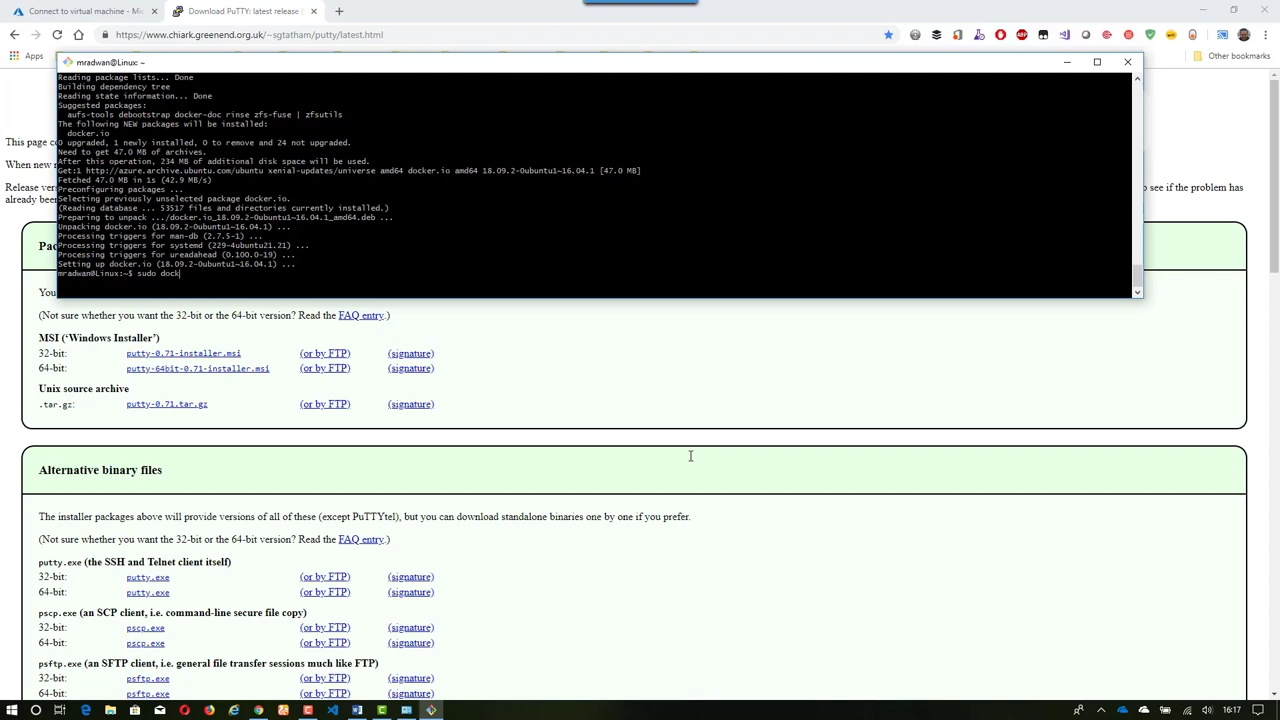 Connect to virtual machine - Mi
Download PuTTY: latest release (
https://www.chiark.greenend.org.uk/~sgtatham/putty/latest.html
Apps
Other bookmarks
mradwan@Linux: ~
Reading package lists... Done
Building dependency tree
Reading state information... Done
Suggested packages:
aufs-tools debootstrap docker-doc rinse zfs-fuse | zfsutils
The following NEW packages will be installed:
docker.io
0 upgraded, 1 newly installed, 0 to remove and 24 not upgraded.
Need to get 47.0 MB of archives.
After this operation, 234 MB of additional disk space will be used.
Get:1 http://azure.archive.ubuntu.com/ubuntu xenial-updates/universe amd64 docker.io amd64 18.09.2-0ubuntu1~16.04.1 [47.0 MB]
Fetched 47.0 MB in 1s (42.9 MB/s)
Preconfiguring packages ...
Selecting previously unselected package docker.io.
(Reading database ... 53517 files and directories currently installed.)
Preparing to unpack .../docker.io_18.09.2-0ubuntu1~16.04.1_amd64.deb ...
Unpacking docker.io (18.09.2-0ubuntu1~16.04.1) ...
Processing triggers for man-db (2.7.5-1) ...
Processing triggers for systemd (229-4ubuntu21.21) ...
Processing triggers for ureadahead (0.100.0-19) ...
Setting up docker.io (18.09.2-0ubuntu1~16.04.1) ...
mradwan@Linux:~$ sudo dock
This page co
When new r
Release vers
to see if the problem has
already been
Pac
You
(Not sure whether you want the 32-bit or the 64-bit version? Read the FAQ entry.)
MSI (‘Windows Installer’)
32-bit: putty-0.71-installer.msi (or by FTP) (signature)
64-bit: putty-64bit-0.71-installer.msi (or by FTP) (signature)
Unix source archive
.tar.gz: putty-0.71.tar.gz (or by FTP) (signature)
Alternative binary files
The installer packages above will provide versions of all of these (except PuTTYtel), but you can download standalone binaries one by one if you prefer.
(Not sure whether you want the 32-bit or the 64-bit version? Read the FAQ entry.)
putty.exe (the SSH and Telnet client itself)
32-bit: putty.exe (or by FTP) (signature)
64-bit: putty.exe (or by FTP) (signature)
pscp.exe (an SCP client, i.e. command-line secure file copy)
32-bit: pscp.exe (or by FTP) (signature)
64-bit: pscp.exe (or by FTP) (signature)
psftp.exe (an SFTP client, i.e. general file transfer sessions much like FTP)
32-bit: psftp.exe (or by FTP) (signature)
64-bit: psftp.exe (or by FTP) (signature)
16:17